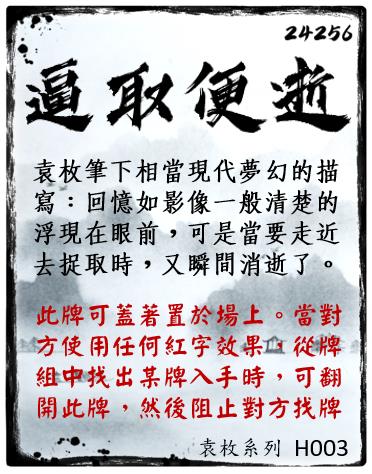 24256
逼取便逝
袁枚筆下相當現代夢幻的描
寫：回憶如影像一般清楚的
浮現在眼前，可是當要走近
去捉取時，又瞬間消逝了。
此牌可蓋著置於場上。當對
方使用任何紅字效果，從牌
組中找出某牌入手時，可翻
開此牌，然後阻止對方找牌
袁枚系列 H003